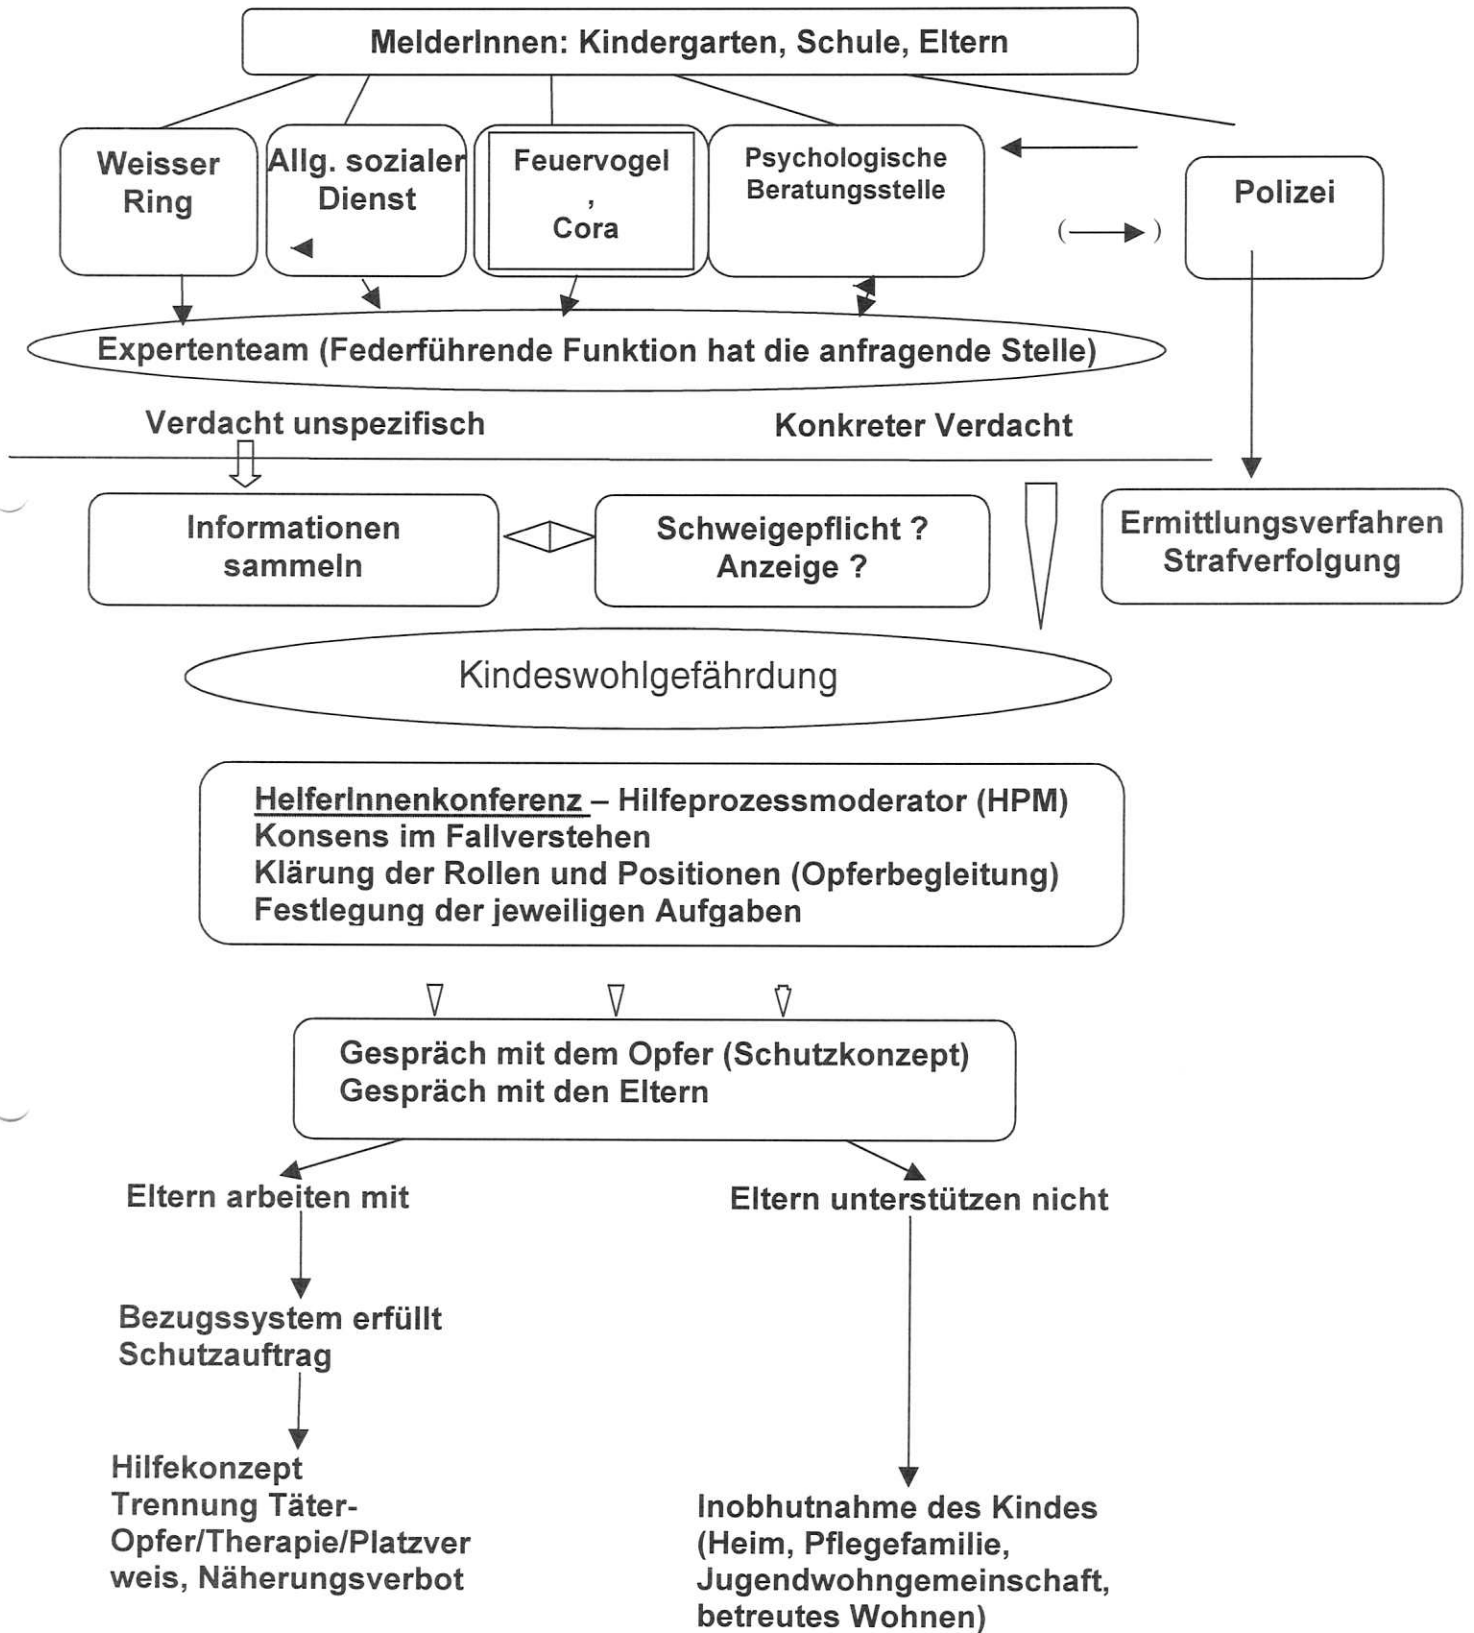 MelderInnen: Kindergarten, Schule, Eltern
Weisser
Ring
Allg. sozialer
Dienst
Feuervogel
,
Cora
Psychologische
Beratungsstelle
Polizei
( )
Expertenteam (Federführende Funktion hat die anfragende Stelle)
Verdacht unspezifisch
Konkreter Verdacht
Informationen
sammeln
Schweigepflicht ?
Anzeige ?
Ermittlungsverfahren
Strafverfolgung
Kindeswohlgefährdung
HelferInnenkonferenz – Hilfeprozessmoderator (HPM)
Konsens im Fallverstehen
Klärung der Rollen und Positionen (Opferbegleitung)
Festlegung der jeweiligen Aufgaben
Gespräch mit dem Opfer (Schutzkonzept)
Gespräch mit den Eltern
Eltern arbeiten mit
Eltern unterstützen nicht
Bezugssystem erfüllt
Schutzauftrag
Hilfekonzept
Trennung Täter-
Opfer/Therapie/Platzver
weis, Näherungsverbot
Inobhutnahme des Kindes
(Heim, Pflegefamilie,
Jugendwohngemeinschaft,
betreutes Wohnen)